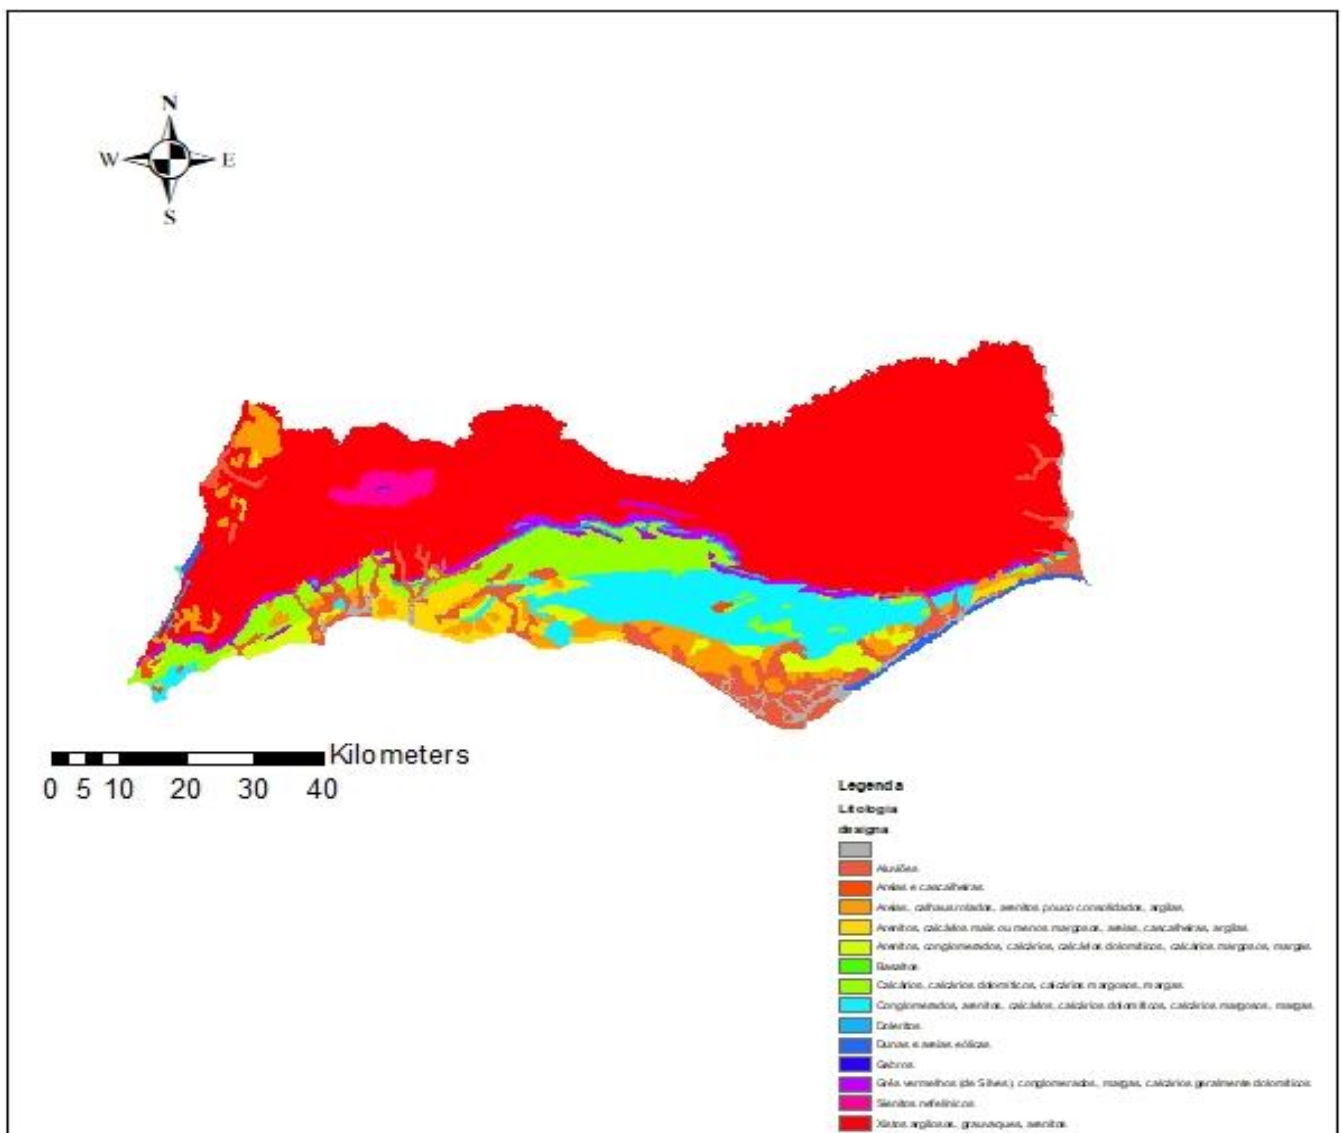 N
W E
S
Kilometers
0 5 10 20 30 40
Legenda
Litologia
designa
Aluviões
Areias e cascalheiras
Areias, calhaus rolados, arenitos pouco consolidados, argilas
Arenitos, calcários mais ou menos margosos, areias, cascalheiras, argilas
Arenitos, conglomerados, calcários, calcários dolomíticos, calcários margosos, margas
Basaltos
Calcários, calcários dolomíticos, calcários margosos, margas
Conglomerados, arenitos, calcários, calcários dolomíticos, calcários margosos, margas
Doleritos
Dunas e areias eólicas
Gabros
Grés vermelhos (de Silves), conglomerados, margas, calcários geralmente dolomíticos
Sienitos nefelínicos
Xistos argilosos, grauvaques, arenitos